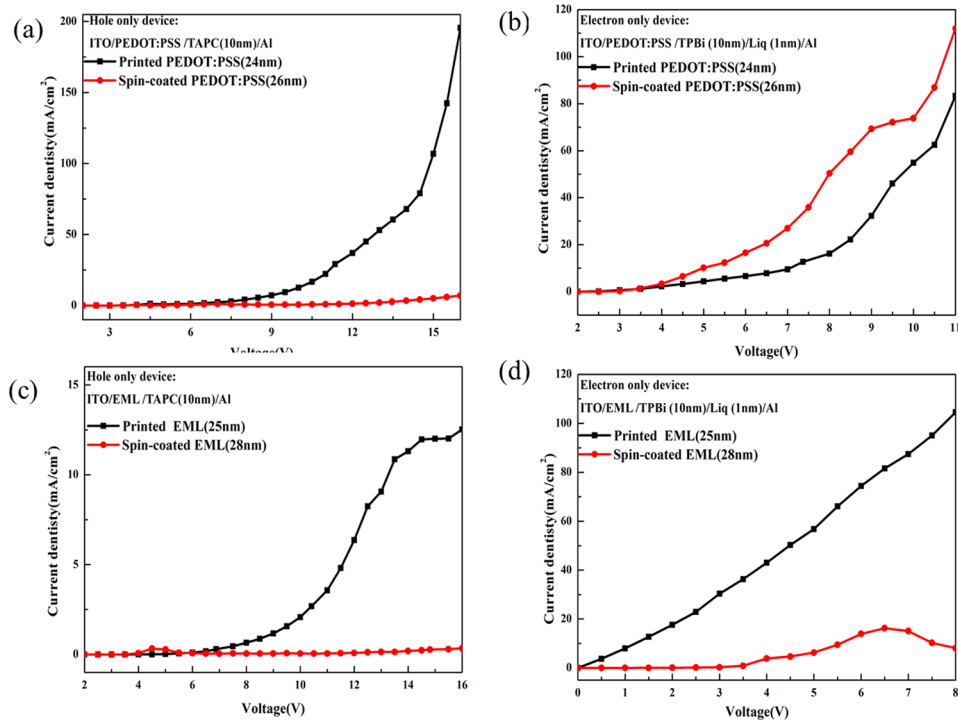 (a)
Hole only device:
ITO/PEDOT:PSS /TAPC(10nm)/Al
Printed PEDOT:PSS(24nm)
Spin-coated PEDOT:PSS(26nm)
Current dentisty(mA/cm2)
200
150
100
50
0
3 6 9 12 15
Voltage(V)
(b)
Electron only device:
ITO/PEDOT:PSS /TPBi (10nm)/Liq (1nm)/Al
Printed PEDOT:PSS(24nm)
Spin-coated PEDOT:PSS(26nm)
Current dentisty(mA/cm2)
120
100
80
60
40
20
0
2 3 4 5 6 7 8 9 10 11
Voltage(V)
(c)
Hole only device:
ITO/EML /TAPC(10nm)/Al
Printed EML(25nm)
Spin-coated EML(28nm)
Current dentisty(mA/cm2)
15
10
5
0
2 4 6 8 10 12 14 16
Voltage(V)
(d)
Electron only device:
ITO/EML /TPBi (10nm)/Liq (1nm)/Al
Printed EML(25nm)
Spin-coated EML(28nm)
Current dentisty(mA/cm2)
120
100
80
60
40
20
0
0 1 2 3 4 5 6 7 8
Voltage(V)